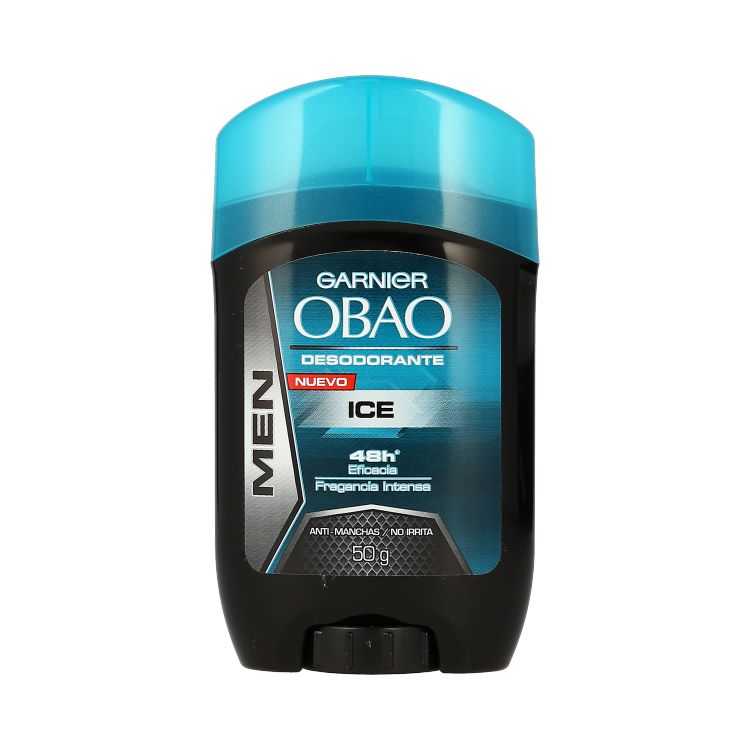 GARNIER
OBAO
DESODORANTE
NUEVO
ICE
MEN
48h*
Eficacia
Fragancia Intensa
ANTI-MANCHAS / NO IRRITA
50 g